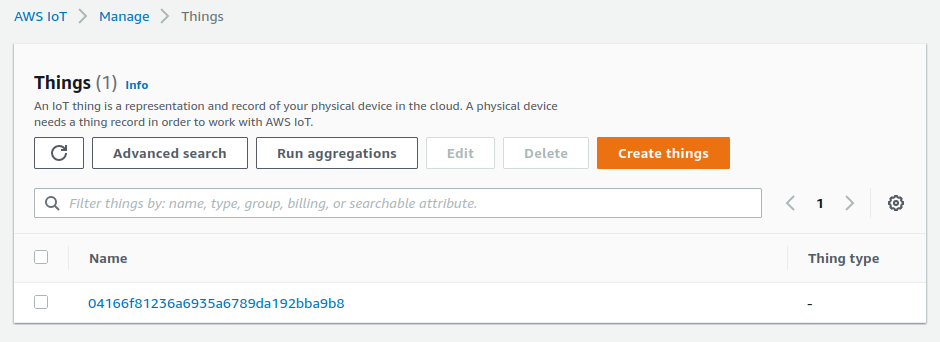 AWS IoT > Manage > Things
Things (1) Info
An IoT thing is a representation and record of your physical device in the cloud. A physical device
needs a thing record in order to work with AWS IoT.
Advanced search Run aggregations Edit Delete Create things
Filter things by: name, type, group, billing, or searchable attribute. 1
Name Thing type
04166f81236a6935a6789da192bba9b8 -